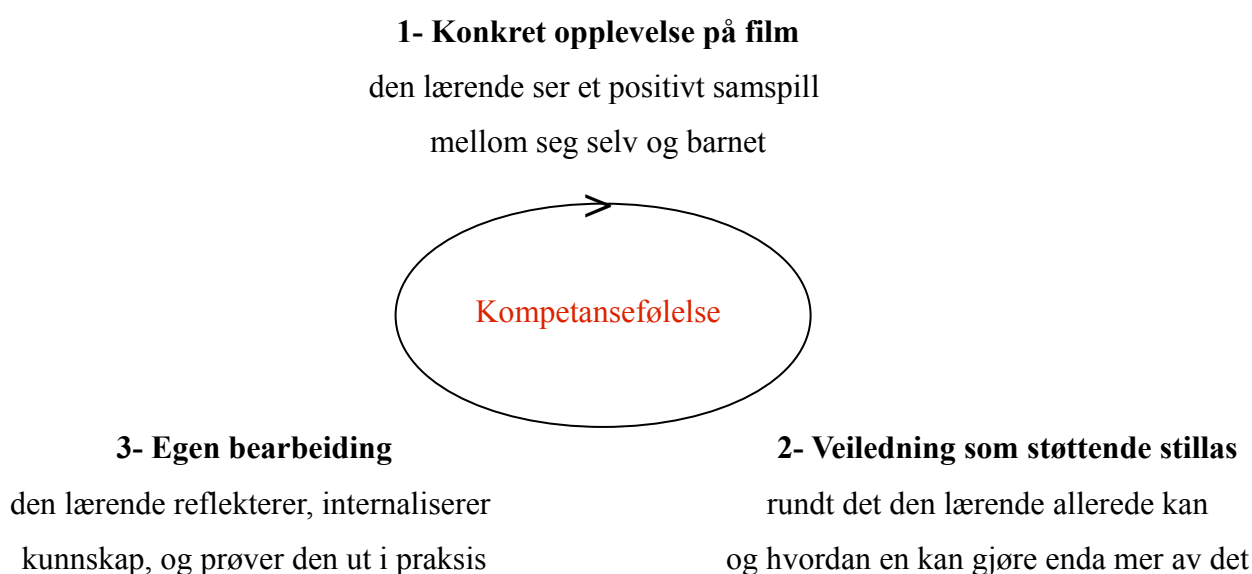 1- Konkret opplevelse på film
den lærende ser et positivt samspill
mellom seg selv og barnet
>
Kompetansefølelse
3- Egen bearbeiding
den lærende reflekterer, internaliserer
kunnskap, og prøver den ut i praksis
2- Veiledning som støttende stillas
rundt det den lærende allerede kan
og hvordan en kan gjøre enda mer av det